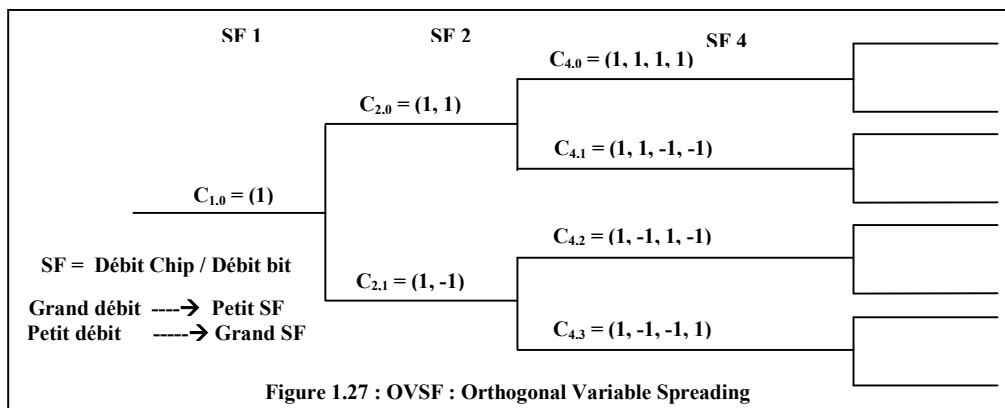 SF 1 SF 2 SF 4
C4.0 = (1, 1, 1, 1)
C2.0 = (1, 1)
C4.1 = (1, 1, -1, -1)
C1.0 = (1)
C4.2 = (1, -1, 1, -1)
SF = Débit Chip / Débit bit
C2,1 = (1, -1)
Grand débit ----→ Petit SF
Petit débit -----→ Grand SF
C4.3 = (1, -1, -1, 1)
Figure 1.27 : OVSF : Orthogonal Variable Spreading